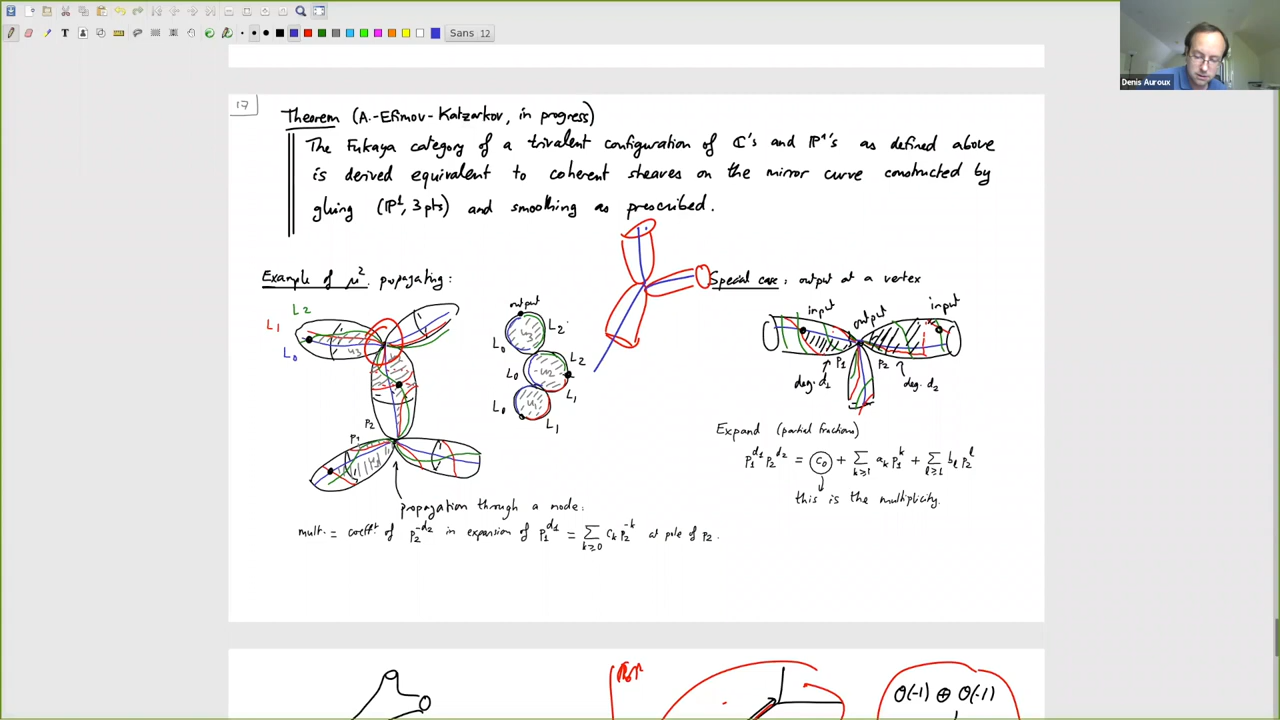 Sans 12
Denis Auroux
17
Theorem (A.-Efimov-Katzarkov, in progress)
The Fukaya category of a trivalent configuration of ℂ's and ℙ¹'s as defined above
is derived equivalent to coherent sheaves on the mirror curve constructed by
gluing (ℙ¹, 3 pts) and smoothing as prescribed.
Example of μ² propagating:
Special case: output at a vertex
L2
L1
L0
u3
P2
P1
output
L2
u3
L0
L2
L0
u2
L1
L0
u1
L1
input
output
input
P1
P2
deg. d1
deg. d2
Expand (partial fractions)
P1^d1 P2^d2 = c0 + Σ_{k≥1} ak P1^k + Σ_{l≥1} bl P2^l
this is the multiplicity.
propagation through a node:
mult. = coefft of P2^-d2 in expansion of P1^d1 = Σ_{k≥0} ck P2^-k at pole of P2.
O(-1) ⊕ O(-1)